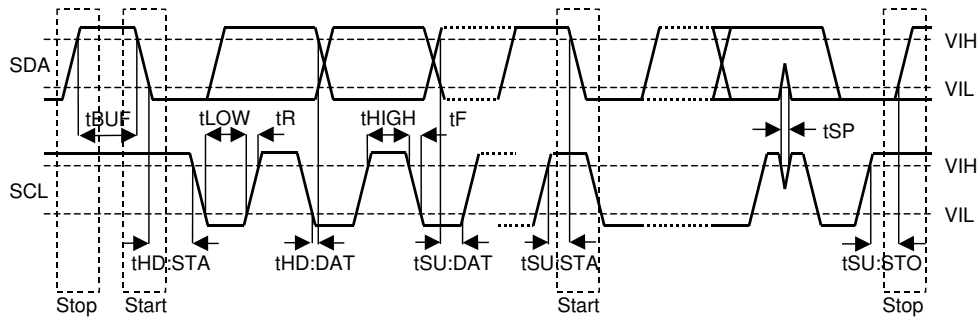 VIH
SDA
VIL
tBUF tLOW tR tHIGH tF
tSP
VIH
SCL
VIL
tHD:STA tHD:DAT tSU:DAT tSU:STA tSU:STO
Stop Start Start Stop